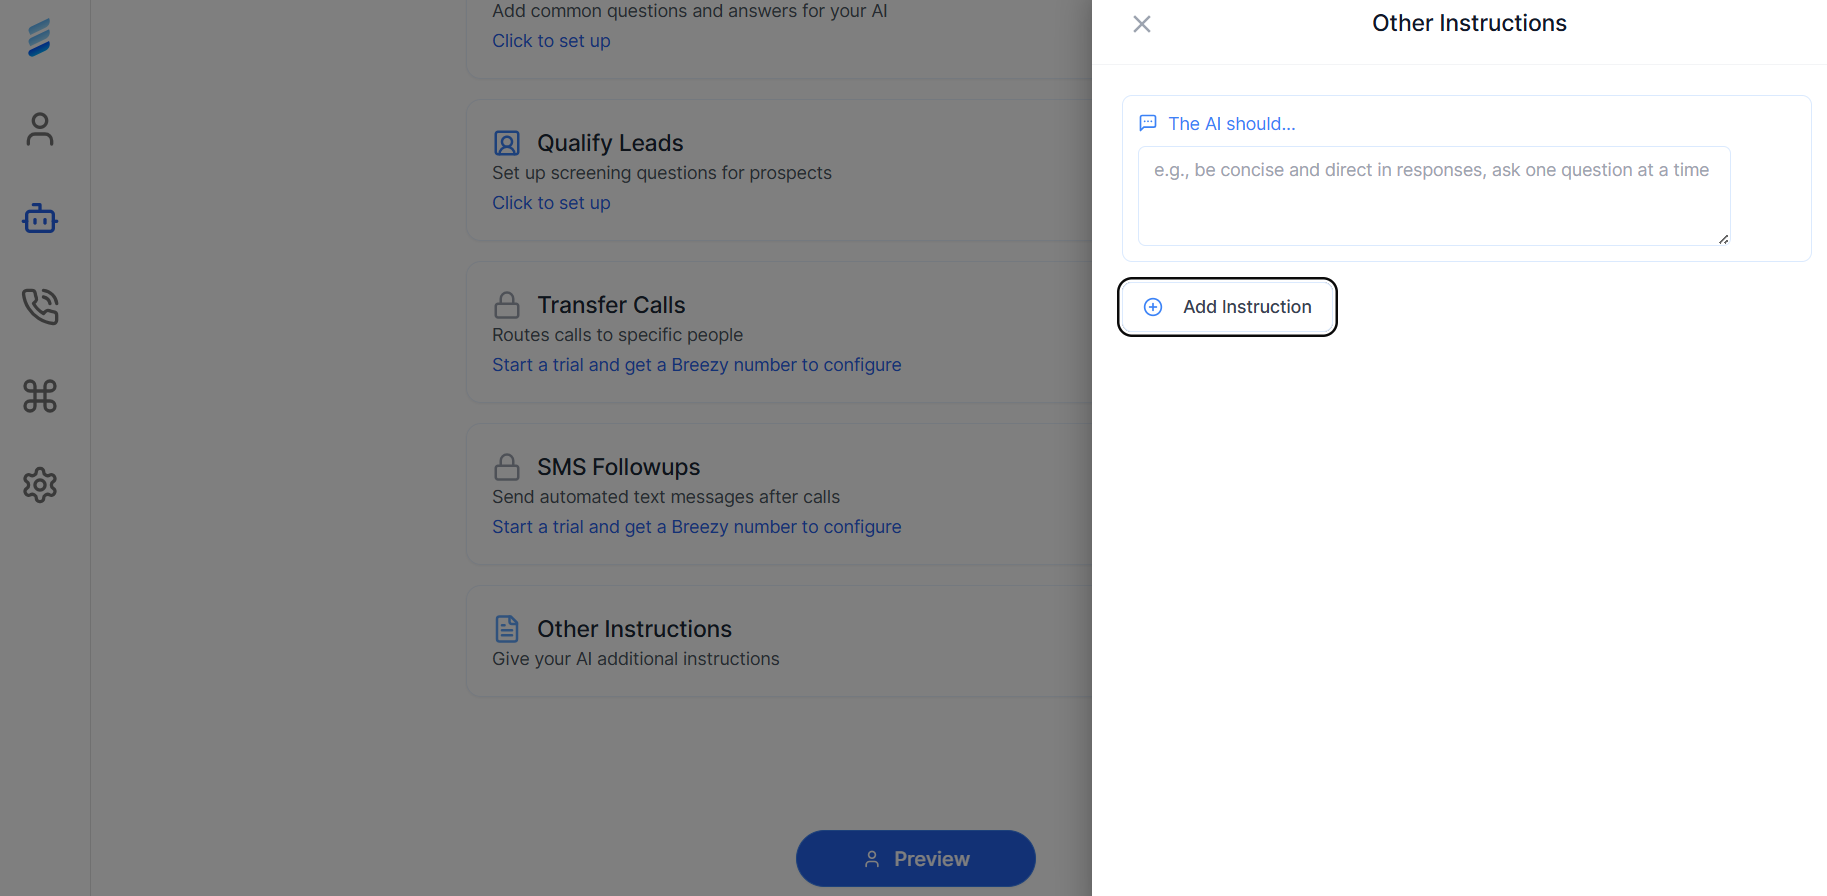 Add common questions and answers for your AI
Click to set up
Qualify Leads
Set up screening questions for prospects
Click to set up
Transfer Calls
Routes calls to specific people
Start a trial and get a Breezy number to configure
SMS Followups
Send automated text messages after calls
Start a trial and get a Breezy number to configure
Other Instructions
Give your AI additional instructions
Preview
Other Instructions
The AI should...
e.g., be concise and direct in responses, ask one question at a time
Add Instruction